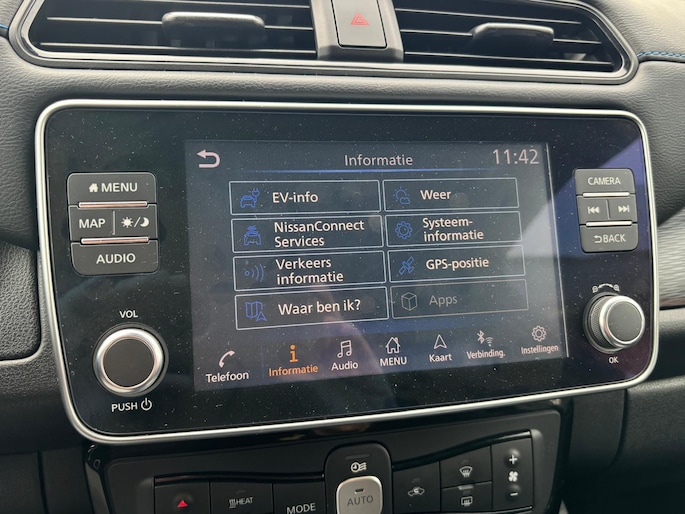 Informatie
11:42
EV-info
Weer
NissanConnect
Services
Systeem-
informatie
Verkeers
informatie
GPS-positie
Waar ben ik?
Apps
Telefoon
Informatie
Audio
MENU
Kaart
Verbinding.
Instellingen
MENU
MAP
AUDIO
VOL
PUSH
CAMERA
BACK
OK
HEAT
MODE
AUTO